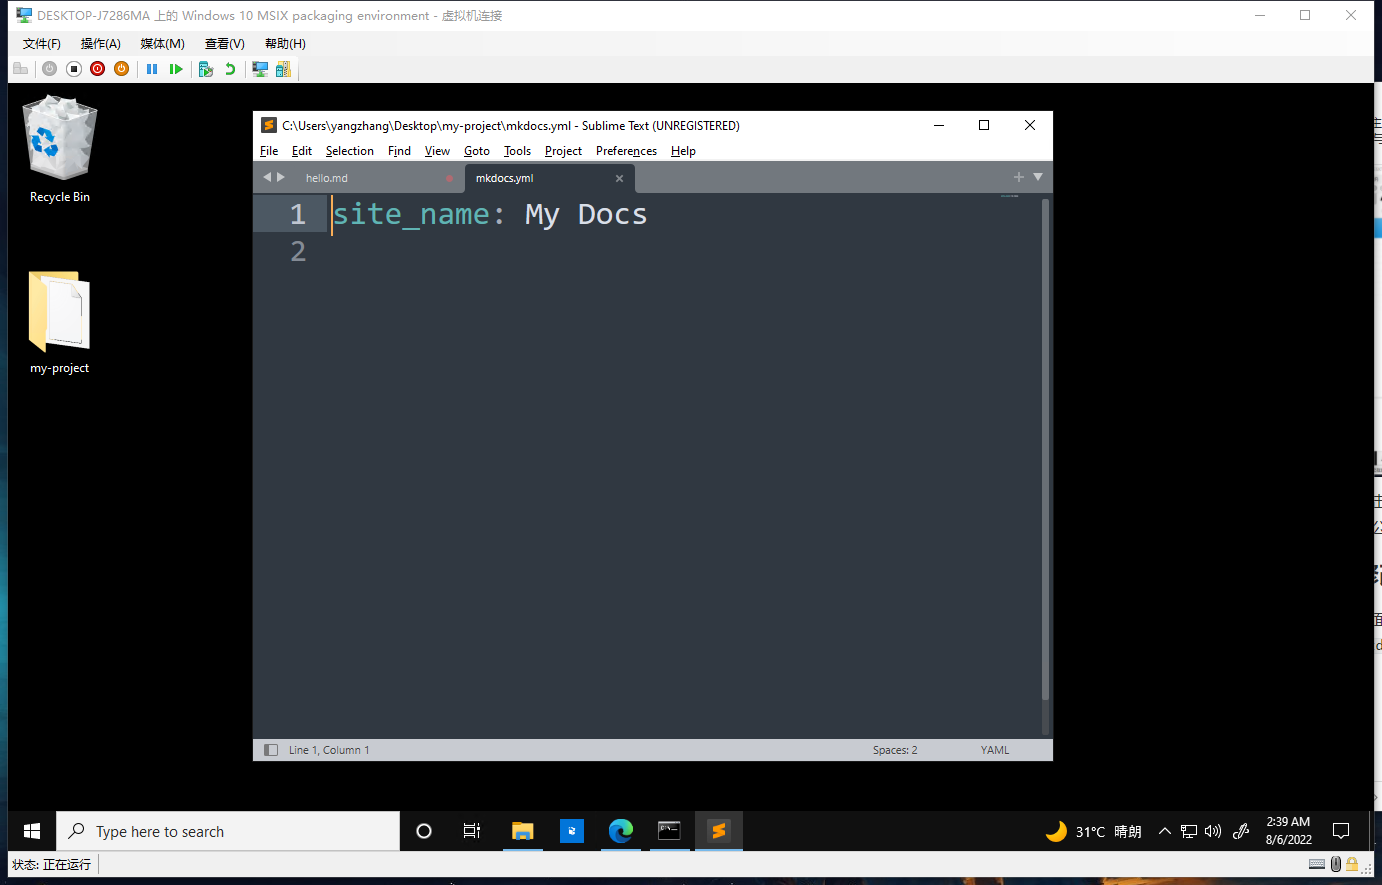 DESKTOP-J7286MA 上的 Windows 10 MSIX packaging environment - 虚拟机连接
文件(F) 操作(A) 媒体(M) 查看(V) 帮助(H)
Recycle Bin
my-project
C:\Users\yangzhang\Desktop\my-project\mkdocs.yml - Sublime Text (UNREGISTERED)
File Edit Selection Find View Goto Tools Project Preferences Help
hello.md mkdocs.yml
1 site_name: My Docs
2
Line 1, Column 1 Spaces: 2 YAML
Type here to search
31°C 晴朗
2:39 AM
8/6/2022
状态: 正在运行